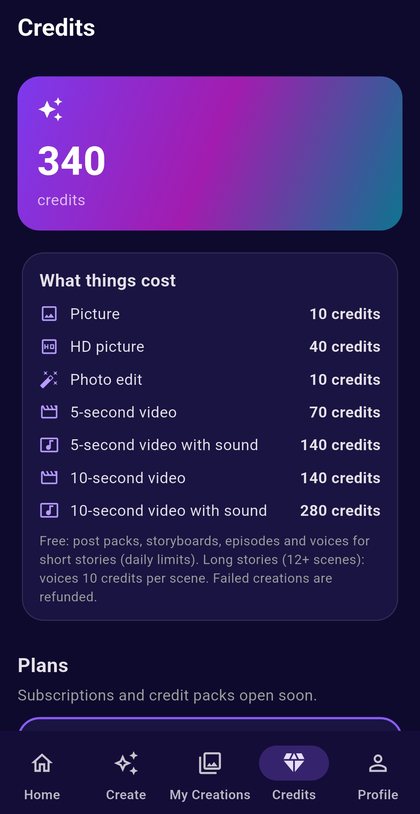 Credits
340
credits
What things cost
Picture 10 credits
HD picture 40 credits
Photo edit 10 credits
5-second video 70 credits
5-second video with sound 140 credits
10-second video 140 credits
10-second video with sound 280 credits
Free: post packs, storyboards, episodes and voices for
short stories (daily limits). Long stories (12+ scenes):
voices 10 credits per scene. Failed creations are
refunded.
Plans
Subscriptions and credit packs open soon.
Home Create My Creations Credits Profile